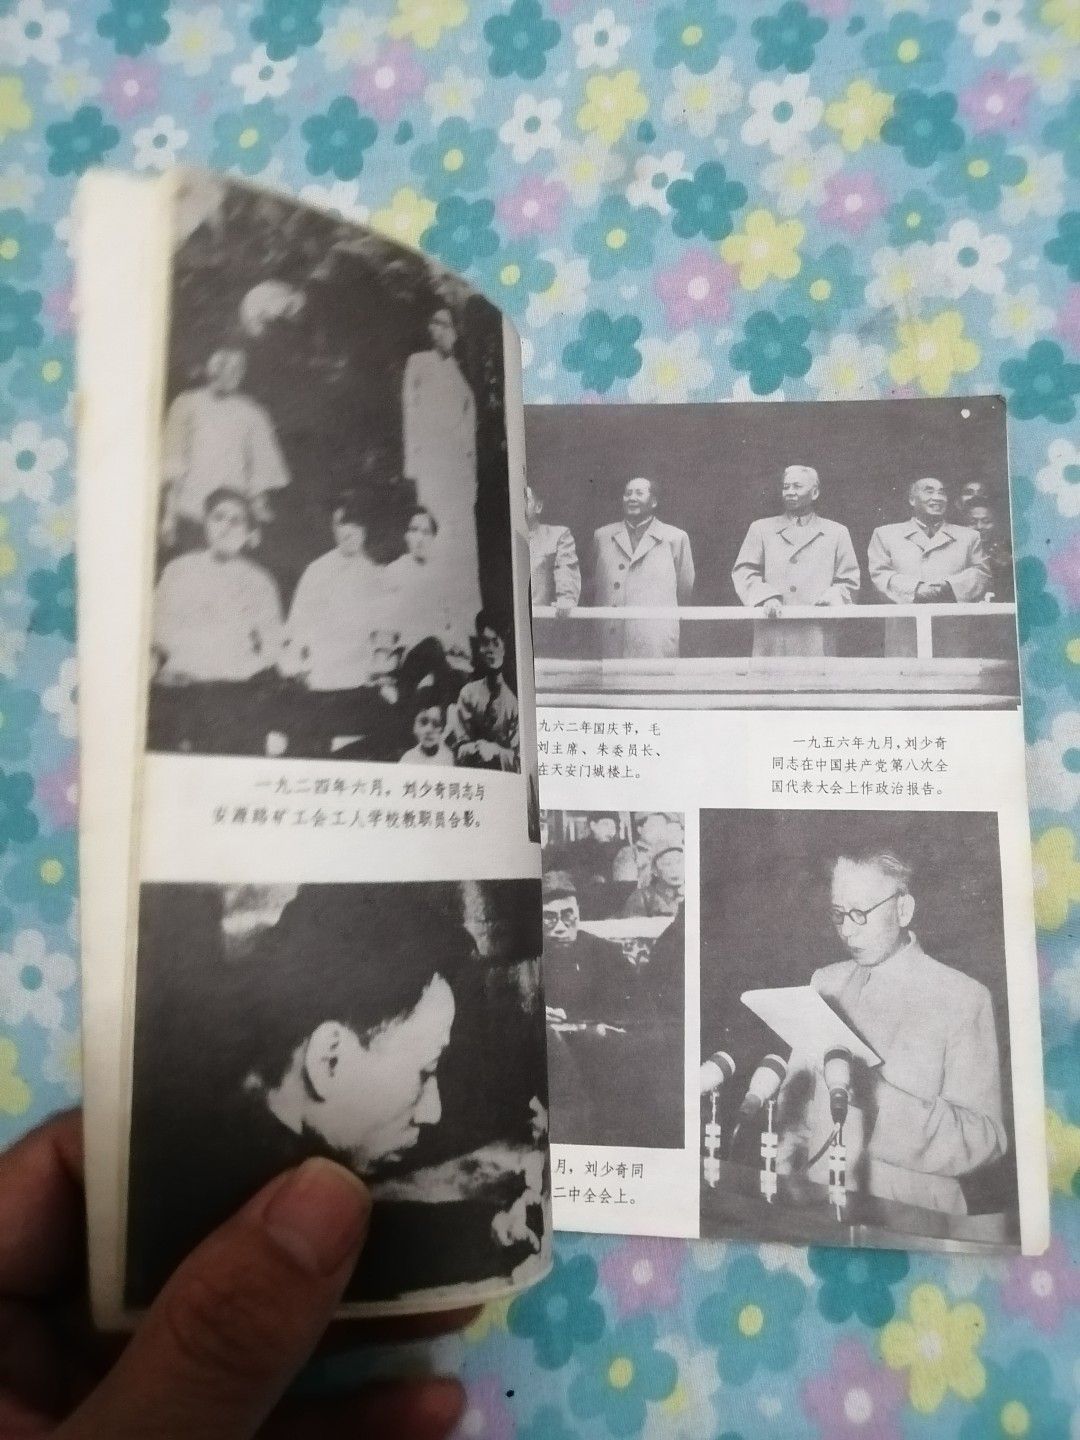 一九二四年六月，刘少奇同志与
安源路矿工会工人学校教职员合影。
九六二年国庆节，毛
刘主席、朱委员长、
在天安门城楼上。
一九五六年九月，刘少奇
同志在中国共产党第八次全
国代表大会上作政治报告。
月，刘少奇同
二中全会上。